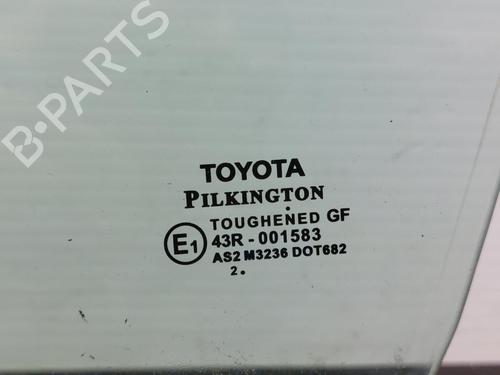 B-PARTS
TOYOTA
PILKINGTON
TOUGHENED GF
E1 43R - 001583
AS2 M3236 DOT682
2.